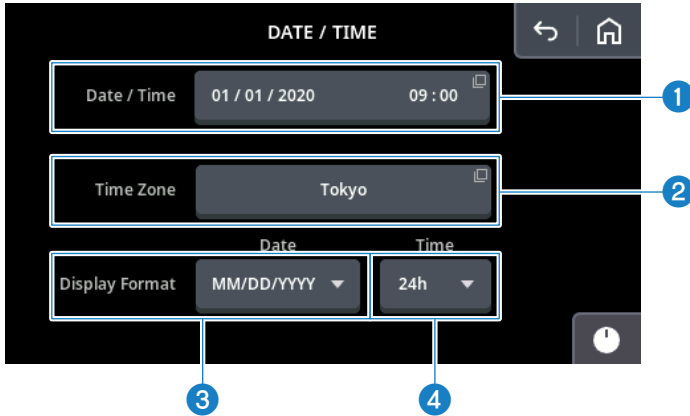 DATE / TIME
Date / Time 01 / 01 / 2020 09 : 00
1
Time Zone Tokyo
2
Date Time
Display Format MM/DD/YYYY 24h
3 4